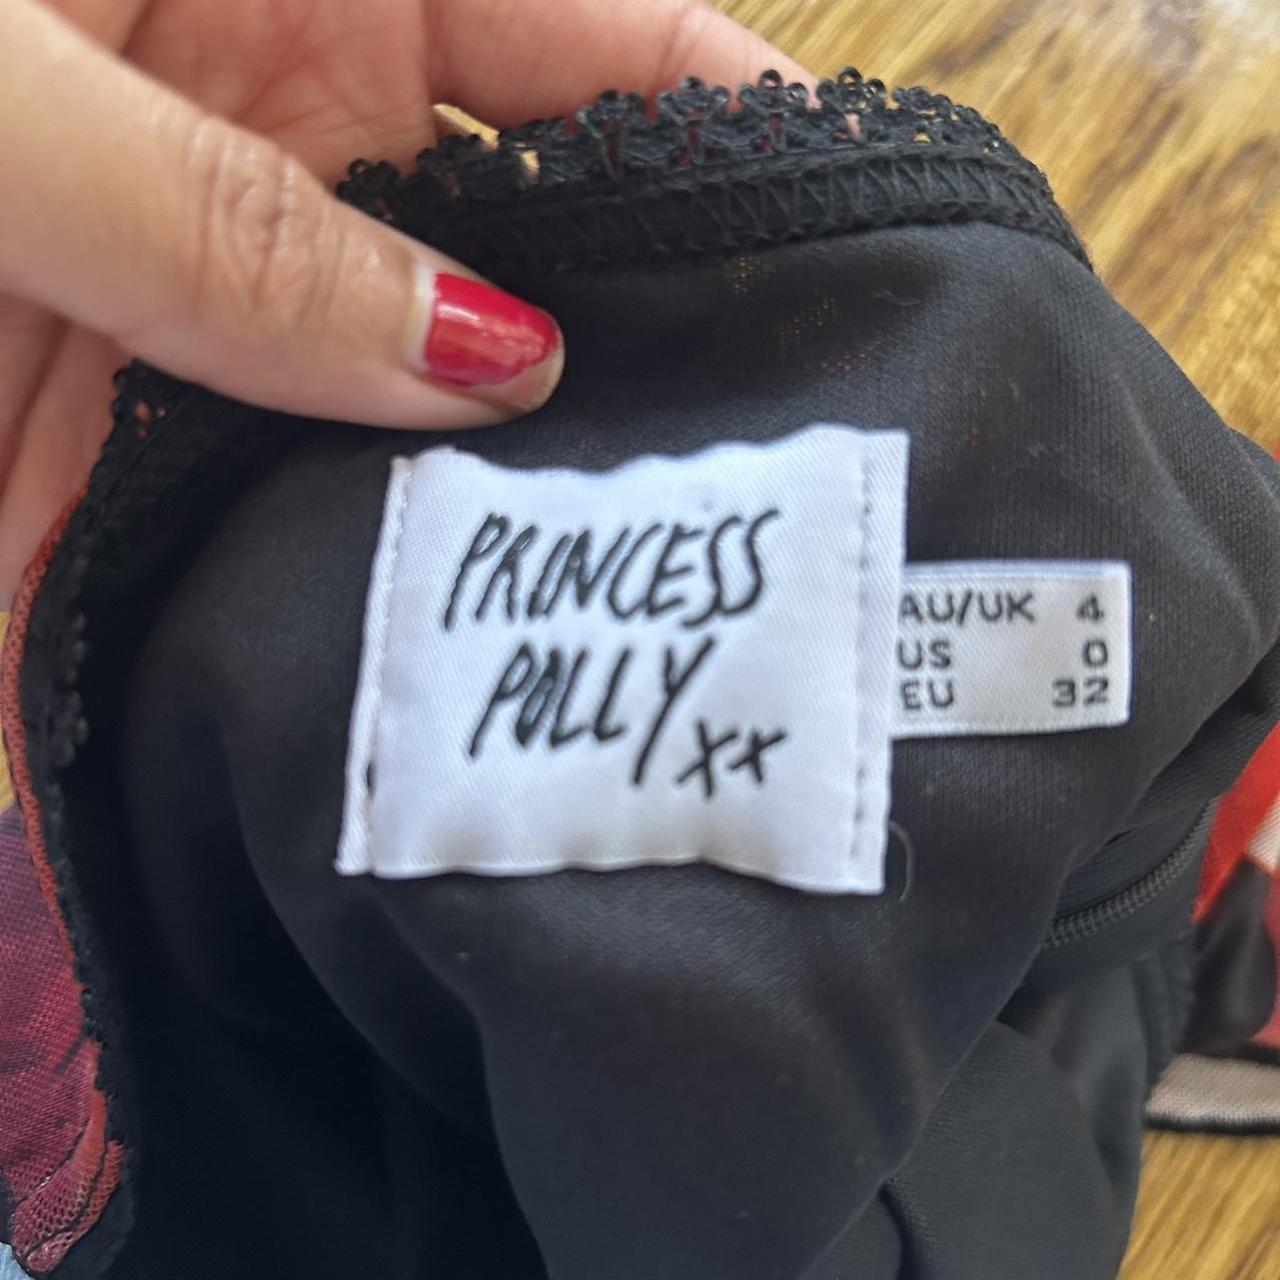 PRINCESS
POLLY xx
AU/UK 4
US 0
EU 32